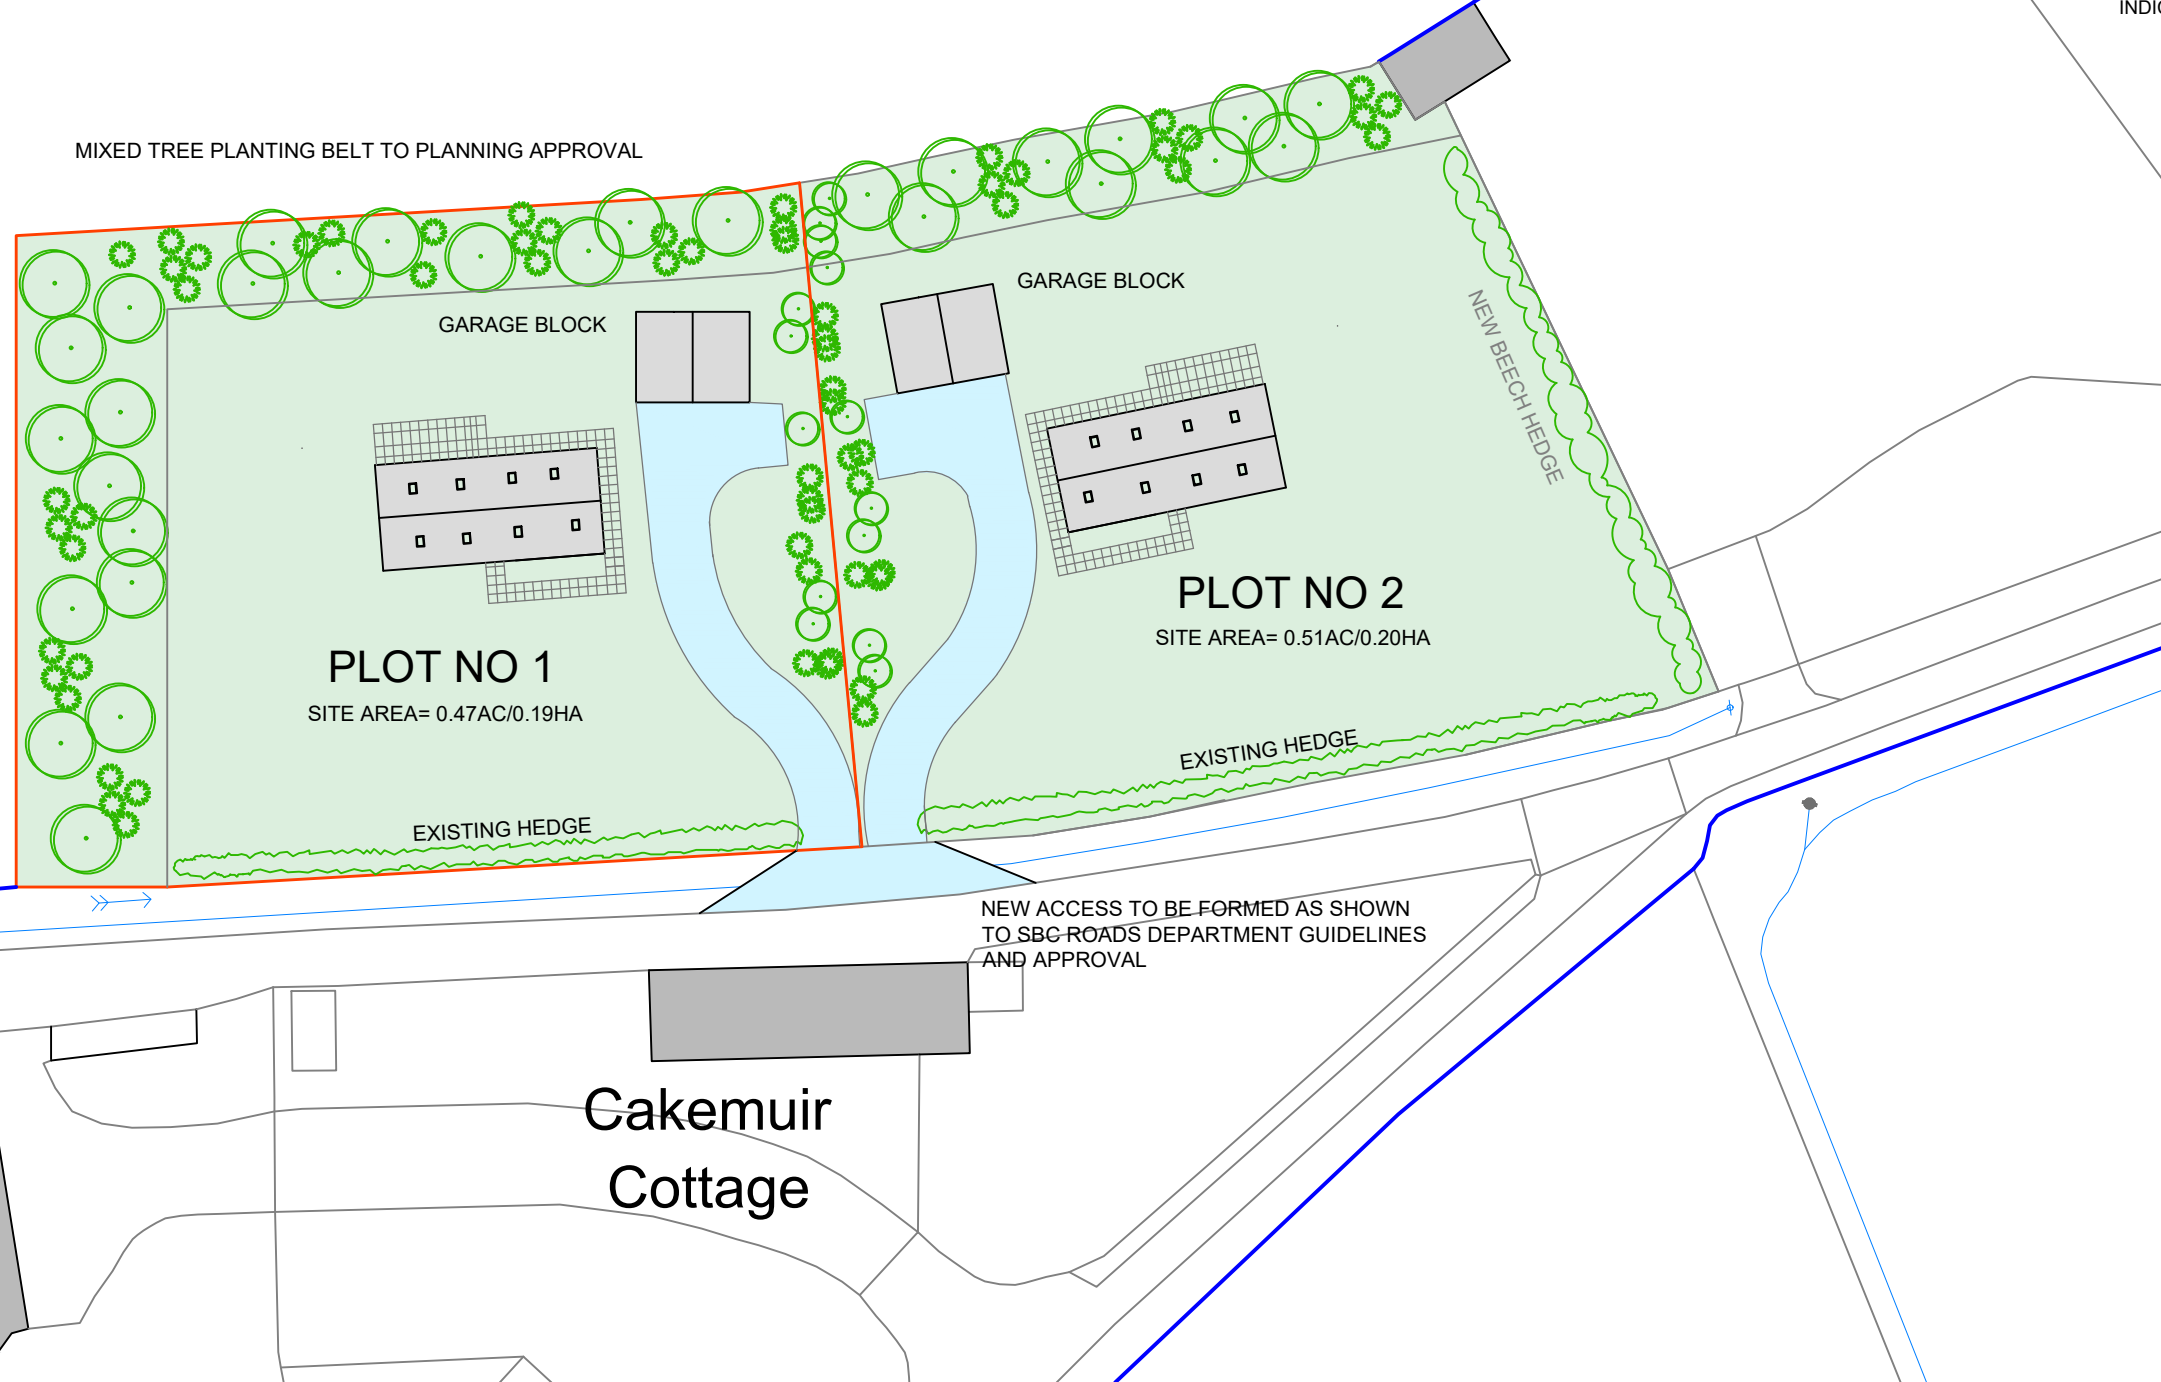 INDIC
MIXED TREE PLANTING BELT TO PLANNING APPROVAL
GARAGE BLOCK
GARAGE BLOCK
NEW BEECH HEDGE
PLOT NO 2
SITE AREA= 0.51AC/0.20HA
PLOT NO 1
SITE AREA= 0.47AC/0.19HA
EXISTING HEDGE
EXISTING HEDGE
NEW ACCESS TO BE FORMED AS SHOWN
TO SBC ROADS DEPARTMENT GUIDELINES
AND APPROVAL
Cakemuir
Cottage